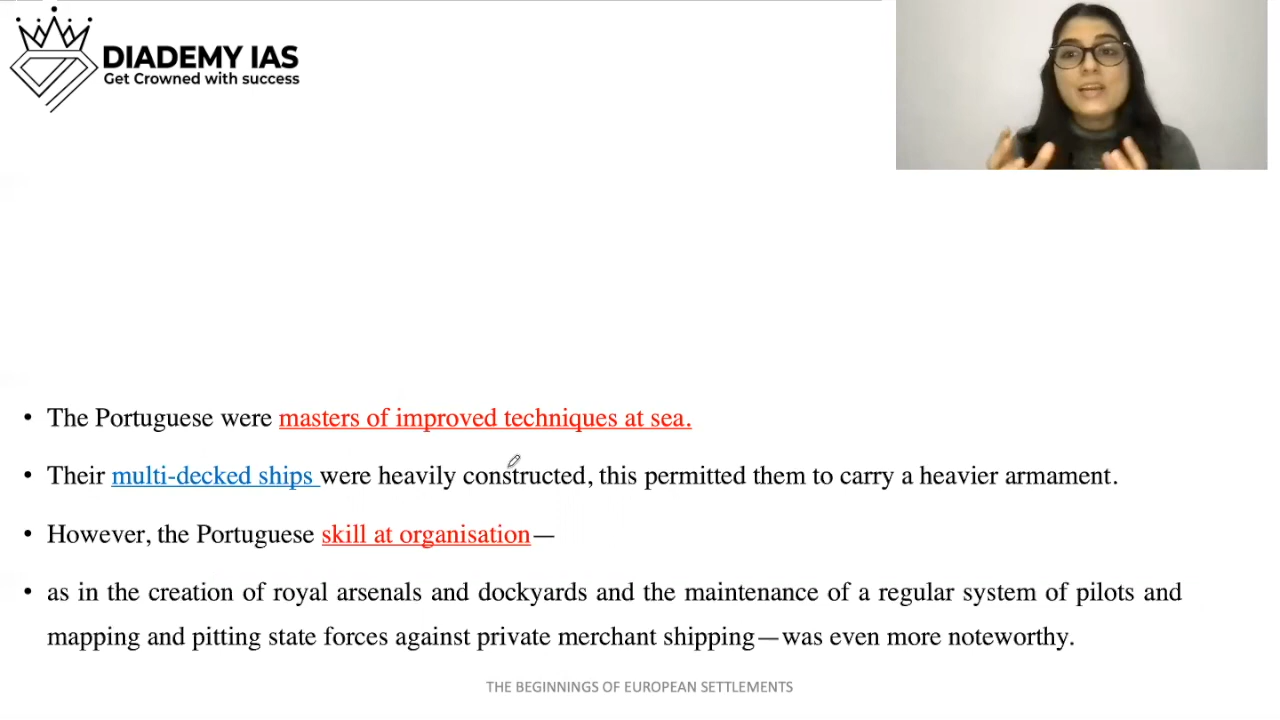 DIADEMY IAS
Get Crowned with success
• The Portuguese were masters of improved techniques at sea.
• Their multi-decked ships were heavily constructed, this permitted them to carry a heavier armament.
• However, the Portuguese skill at organisation—
• as in the creation of royal arsenals and dockyards and the maintenance of a regular system of pilots and
mapping and pitting state forces against private merchant shipping—was even more noteworthy.
THE BEGINNINGS OF EUROPEAN SETTLEMENTS